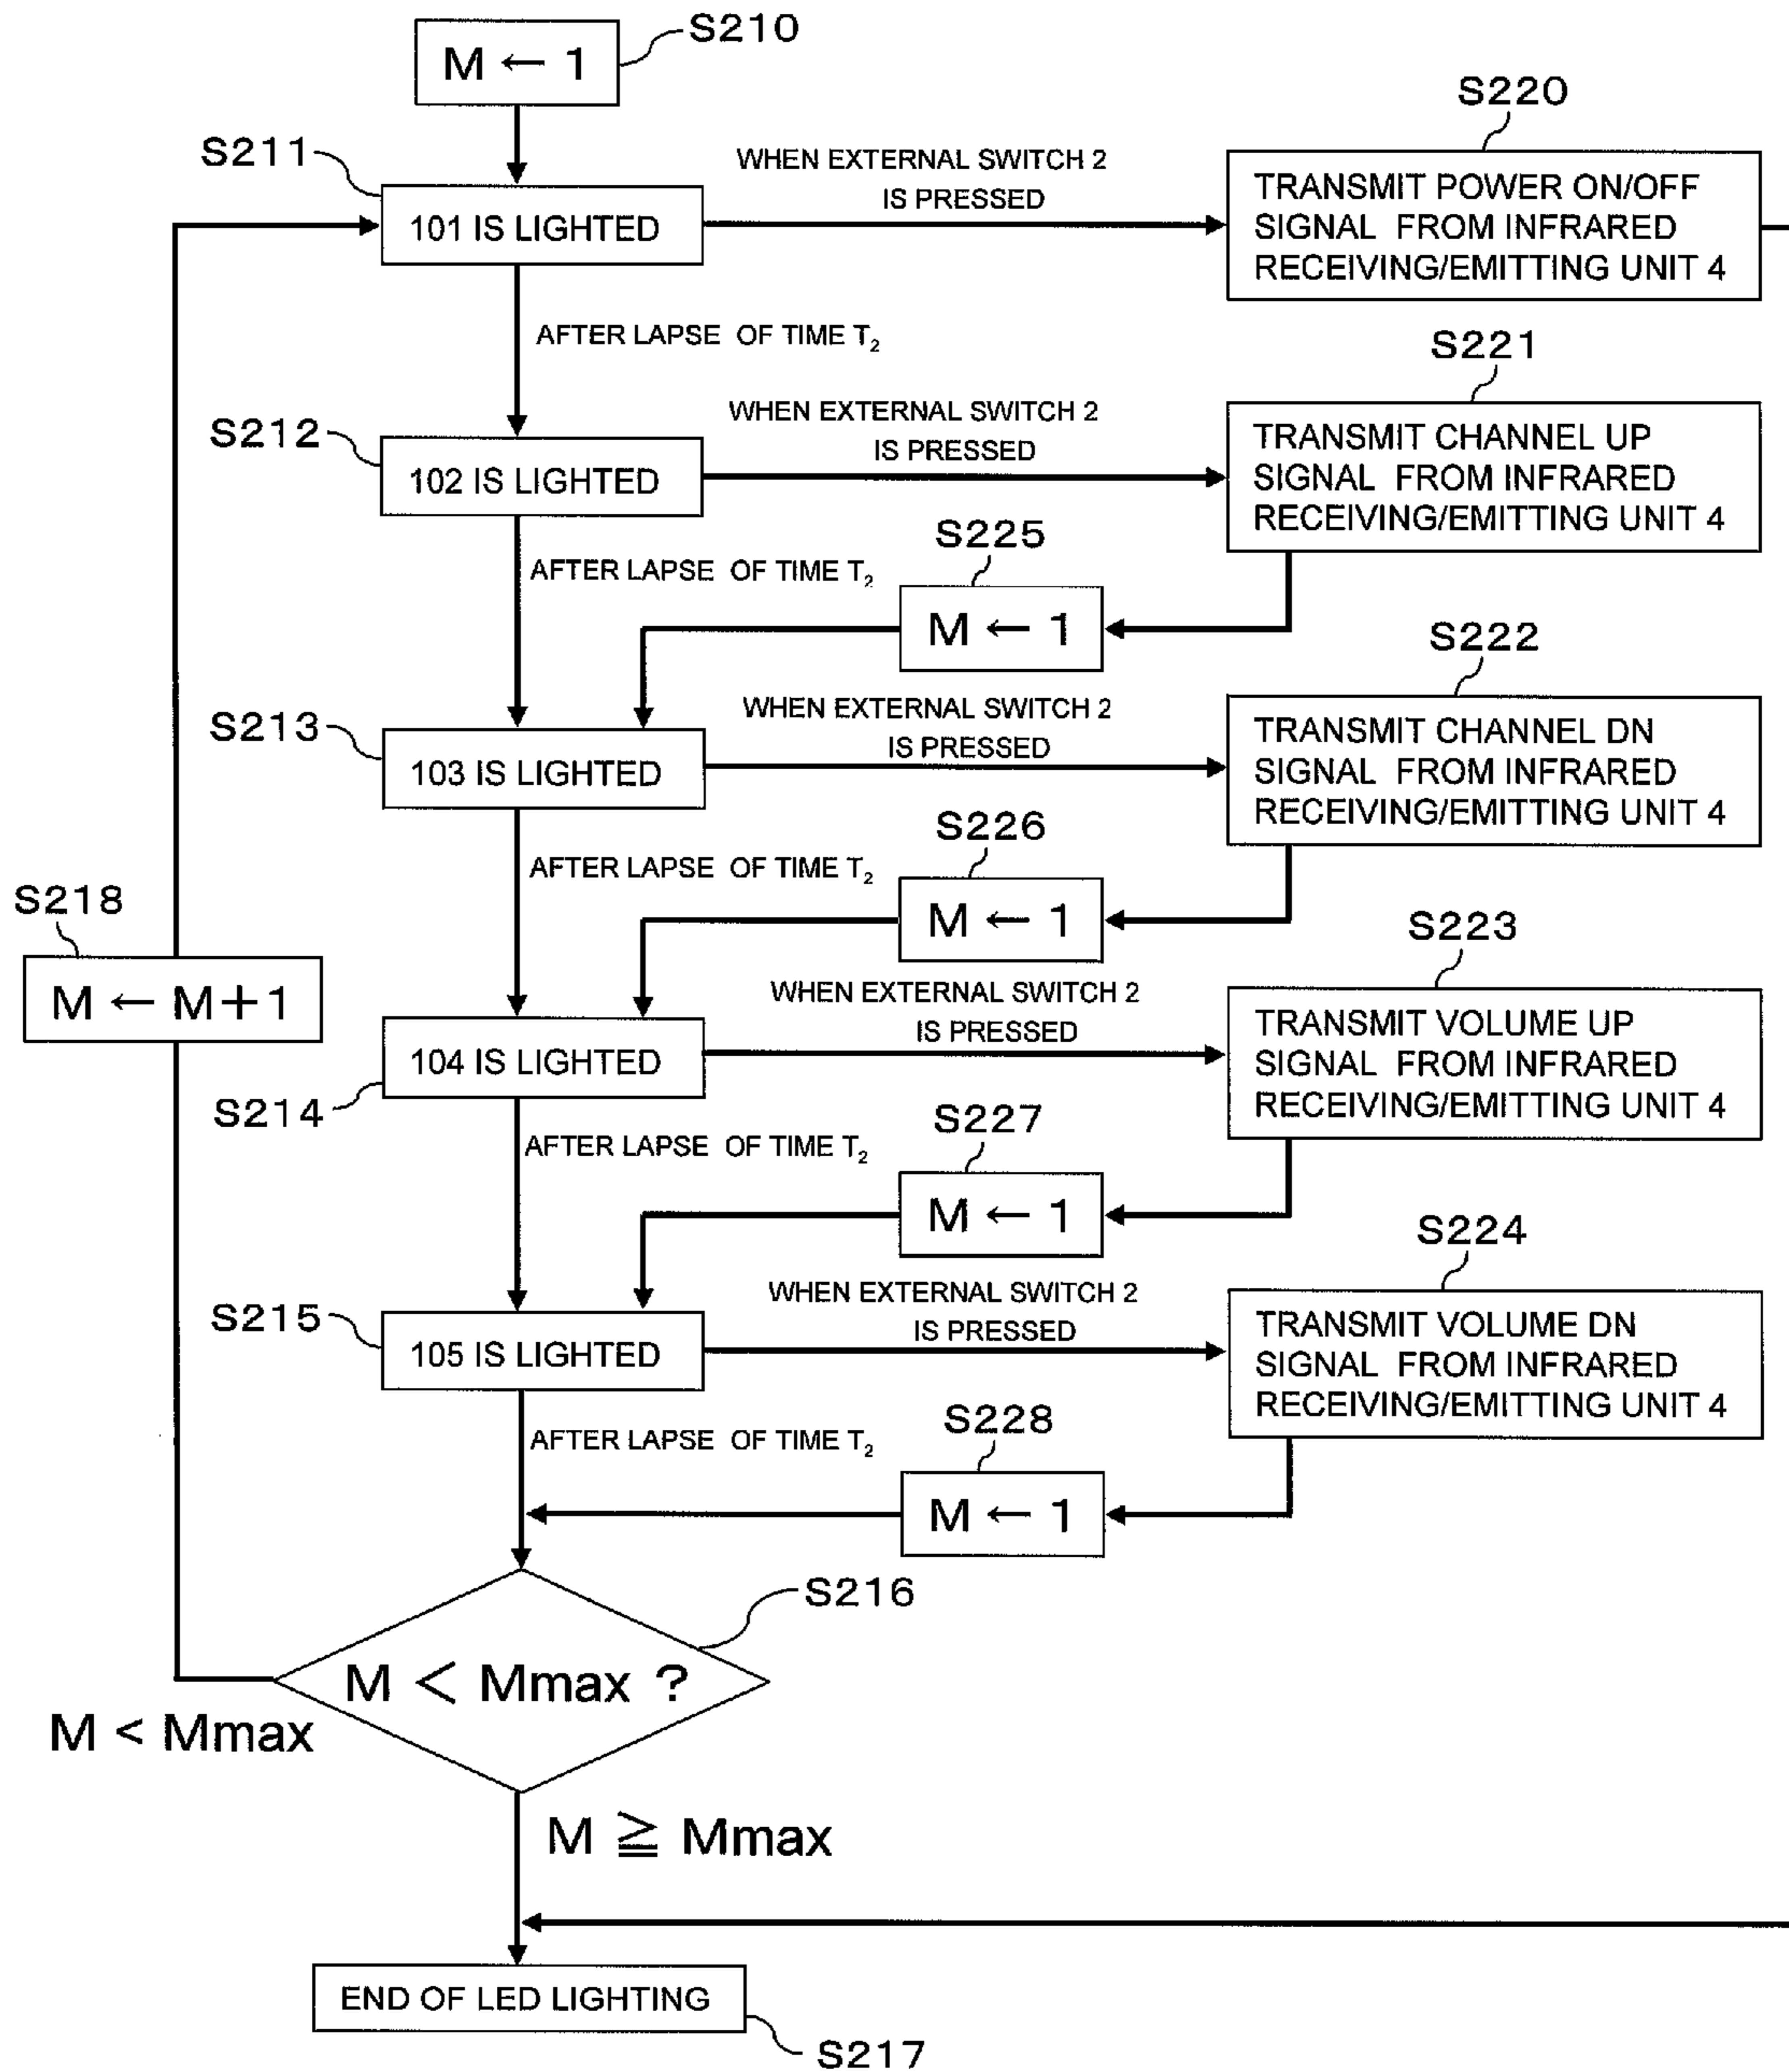 M ← 1
S210
S220
S211
101 IS LIGHTED
WHEN EXTERNAL SWITCH 2
IS PRESSED
TRANSMIT POWER ON/OFF
SIGNAL FROM INFRARED
RECEIVING/EMITTING UNIT 4
AFTER LAPSE OF TIME T₂
S221
S212
102 IS LIGHTED
WHEN EXTERNAL SWITCH 2
IS PRESSED
TRANSMIT CHANNEL UP
SIGNAL FROM INFRARED
RECEIVING/EMITTING UNIT 4
AFTER LAPSE OF TIME T₂
S225
M ← 1
S222
S213
103 IS LIGHTED
WHEN EXTERNAL SWITCH 2
IS PRESSED
TRANSMIT CHANNEL DN
SIGNAL FROM INFRARED
RECEIVING/EMITTING UNIT 4
AFTER LAPSE OF TIME T₂
S226
M ← 1
S218
M ← M+1
S223
104 IS LIGHTED
S214
WHEN EXTERNAL SWITCH 2
IS PRESSED
TRANSMIT VOLUME UP
SIGNAL FROM INFRARED
RECEIVING/EMITTING UNIT 4
AFTER LAPSE OF TIME T₂
S227
M ← 1
S224
S215
105 IS LIGHTED
WHEN EXTERNAL SWITCH 2
IS PRESSED
TRANSMIT VOLUME DN
SIGNAL FROM INFRARED
RECEIVING/EMITTING UNIT 4
AFTER LAPSE OF TIME T₂
S228
M ← 1
S216
M < Mmax ?
M < Mmax
M ≧ Mmax
END OF LED LIGHTING
S217